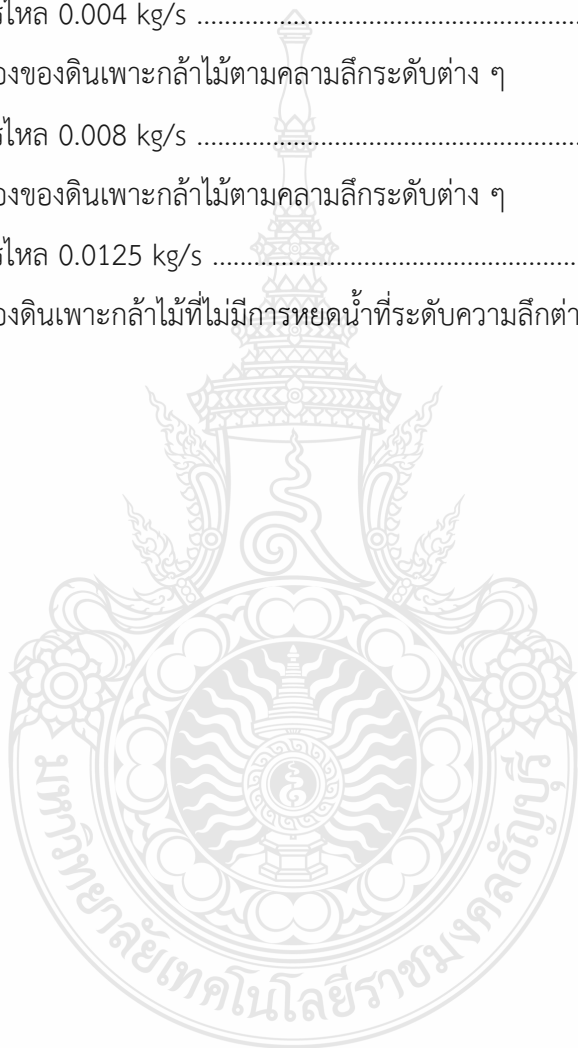 รไหล 0.004 kg/s ........................................................
องของดินเพาะกล้าไม้ตามคลามลึกระดับต่าง ๆ
รไหล 0.008 kg/s ........................................................
องของดินเพาะกล้าไม้ตามคลามลึกระดับต่าง ๆ
รไหล 0.0125 kg/s .....................................................
องดินเพาะกล้าไม้ที่ไม่มีการหยดน้ำที่ระดับความลึกต่า
มหาวิทยาลัยเทคโนโลยีราชมงคลธัญบุรี